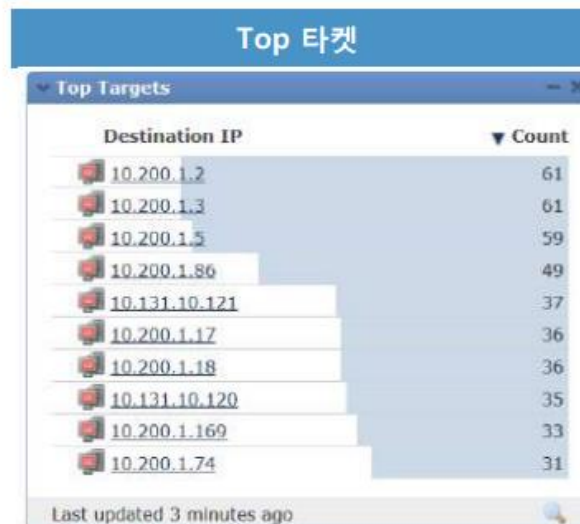 Top 타켓
Top Targets
Destination IP ▼ Count
10.200.1.2 61
10.200.1.3 61
10.200.1.5 59
10.200.1.86 49
10.131.10.121 37
10.200.1.17 36
10.200.1.18 36
10.131.10.120 35
10.200.1.169 33
10.200.1.74 31
Last updated 3 minutes ago